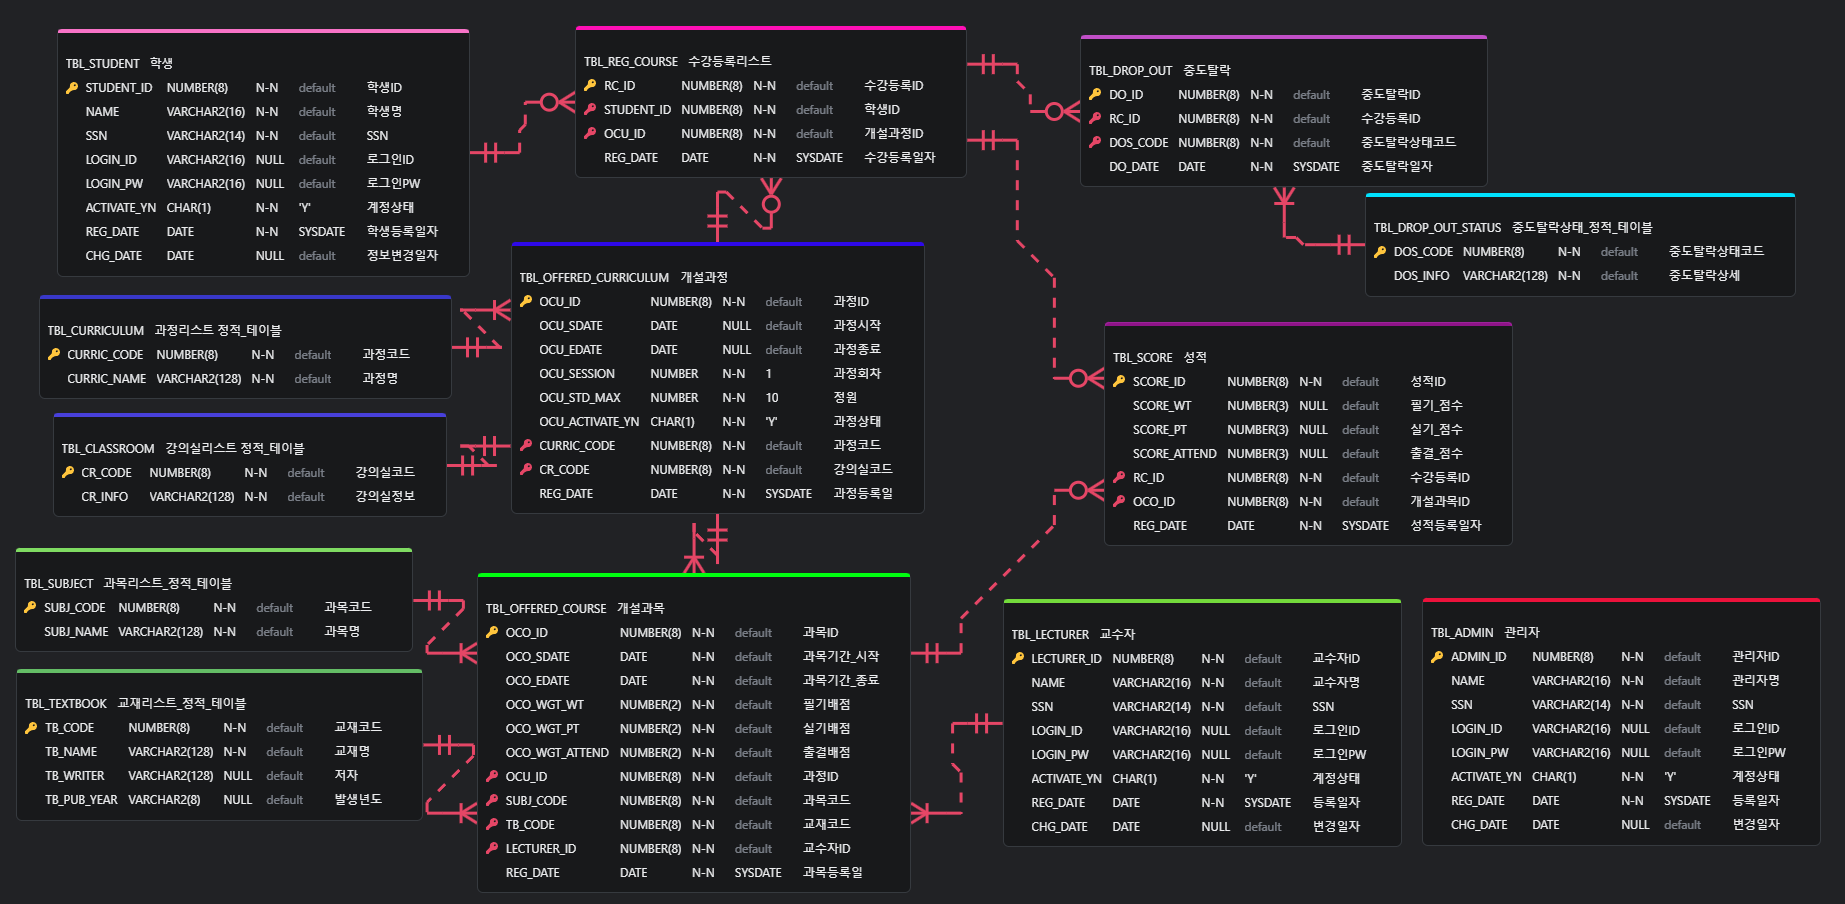 TBL_STUDENT 학생
STUDENT_ID NUMBER(8) N-N default 학생ID
NAME VARCHAR2(16) N-N default 학생명
SSN VARCHAR2(14) N-N default SSN
LOGIN_ID VARCHAR2(16) NULL default 로그인ID
LOGIN_PW VARCHAR2(16) NULL default 로그인PW
ACTIVATE_YN CHAR(1) N-N 'Y' 계정상태
REG_DATE DATE N-N SYSDATE 학생등록일자
CHG_DATE DATE NULL default 정보변경일자
TBL_REG_COURSE 수강등록리스트
RC_ID NUMBER(8) N-N default 수강등록ID
STUDENT_ID NUMBER(8) N-N default 학생ID
OCU_ID NUMBER(8) N-N default 개설과정ID
REG_DATE DATE N-N SYSDATE 수강등록일자
TBL_DROP_OUT 중도탈락
DO_ID NUMBER(8) N-N default 중도탈락ID
RC_ID NUMBER(8) N-N default 수강등록ID
DOS_CODE NUMBER(8) N-N default 중도탈락상태코드
DO_DATE DATE N-N SYSDATE 중도탈락일자
TBL_DROP_OUT_STATUS 중도탈락상태_정적_테이블
DOS_CODE NUMBER(8) N-N default 중도탈락상태코드
DOS_INFO VARCHAR2(128) N-N default 중도탈락상세
TBL_CURRICULUM 과정리스트 정적_테이블
CURRIC_CODE NUMBER(8) N-N default 과정코드
CURRIC_NAME VARCHAR2(128) N-N default 과정명
TBL_OFFERED_CURRICULUM 개설과정
OCU_ID NUMBER(8) N-N default 과정ID
OCU_SDATE DATE NULL default 과정시작
OCU_EDATE DATE NULL default 과정종료
OCU_SESSION NUMBER N-N 1 과정회차
OCU_STD_MAX NUMBER N-N 10 정원
OCU_ACTIVATE_YN CHAR(1) N-N 'Y' 과정상태
CURRIC_CODE NUMBER(8) N-N default 과정코드
CR_CODE NUMBER(8) N-N default 강의실코드
REG_DATE DATE N-N SYSDATE 과정등록일
TBL_CLASSROOM 강의실리스트 정적_테이블
CR_CODE NUMBER(8) N-N default 강의실코드
CR_INFO VARCHAR2(128) N-N default 강의실정보
TBL_SCORE 성적
SCORE_ID NUMBER(8) N-N default 성적ID
SCORE_WT NUMBER(3) NULL default 필기_점수
SCORE_PT NUMBER(3) NULL default 실기_점수
SCORE_ATTEND NUMBER(3) NULL default 출결_점수
RC_ID NUMBER(8) N-N default 수강등록ID
OCO_ID NUMBER(8) N-N default 개설과목ID
REG_DATE DATE N-N SYSDATE 성적등록일자
TBL_SUBJECT 과목리스트_정적_테이블
SUBJ_CODE NUMBER(8) N-N default 과목코드
SUBJ_NAME VARCHAR2(128) N-N default 과목명
TBL_TEXTBOOK 교재리스트_정적_테이블
TB_CODE NUMBER(8) N-N default 교재코드
TB_NAME VARCHAR2(128) N-N default 교재명
TB_WRITER VARCHAR2(128) NULL default 저자
TB_PUB_YEAR VARCHAR2(8) NULL default 발생년도
TBL_OFFERED_COURSE 개설과목
OCO_ID NUMBER(8) N-N default 과목ID
OCO_SDATE DATE N-N default 과목기간_시작
OCO_EDATE DATE N-N default 과목기간_종료
OCO_WGT_WT NUMBER(2) N-N default 필기배점
OCO_WGT_PT NUMBER(2) N-N default 실기배점
OCO_WGT_ATTEND NUMBER(2) N-N default 출결배점
OCU_ID NUMBER(8) N-N default 과정ID
SUBJ_CODE NUMBER(8) N-N default 과목코드
TB_CODE NUMBER(8) N-N default 교재코드
LECTURER_ID NUMBER(8) N-N default 교수자ID
REG_DATE DATE N-N SYSDATE 과목등록일
TBL_LECTURER 교수자
LECTURER_ID NUMBER(8) N-N default 교수자ID
NAME VARCHAR2(16) N-N default 교수자명
SSN VARCHAR2(14) N-N default SSN
LOGIN_ID VARCHAR2(16) NULL default 로그인ID
LOGIN_PW VARCHAR2(16) NULL default 로그인PW
ACTIVATE_YN CHAR(1) N-N 'Y' 계정상태
REG_DATE DATE N-N SYSDATE 등록일자
CHG_DATE DATE NULL default 변경일자
TBL_ADMIN 관리자
ADMIN_ID NUMBER(8) N-N default 관리자ID
NAME VARCHAR2(16) N-N default 관리자명
SSN VARCHAR2(14) N-N default SSN
LOGIN_ID VARCHAR2(16) NULL default 로그인ID
LOGIN_PW VARCHAR2(16) NULL default 로그인PW
ACTIVATE_YN CHAR(1) N-N 'Y' 계정상태
REG_DATE DATE N-N SYSDATE 등록일자
CHG_DATE DATE NULL default 변경일자